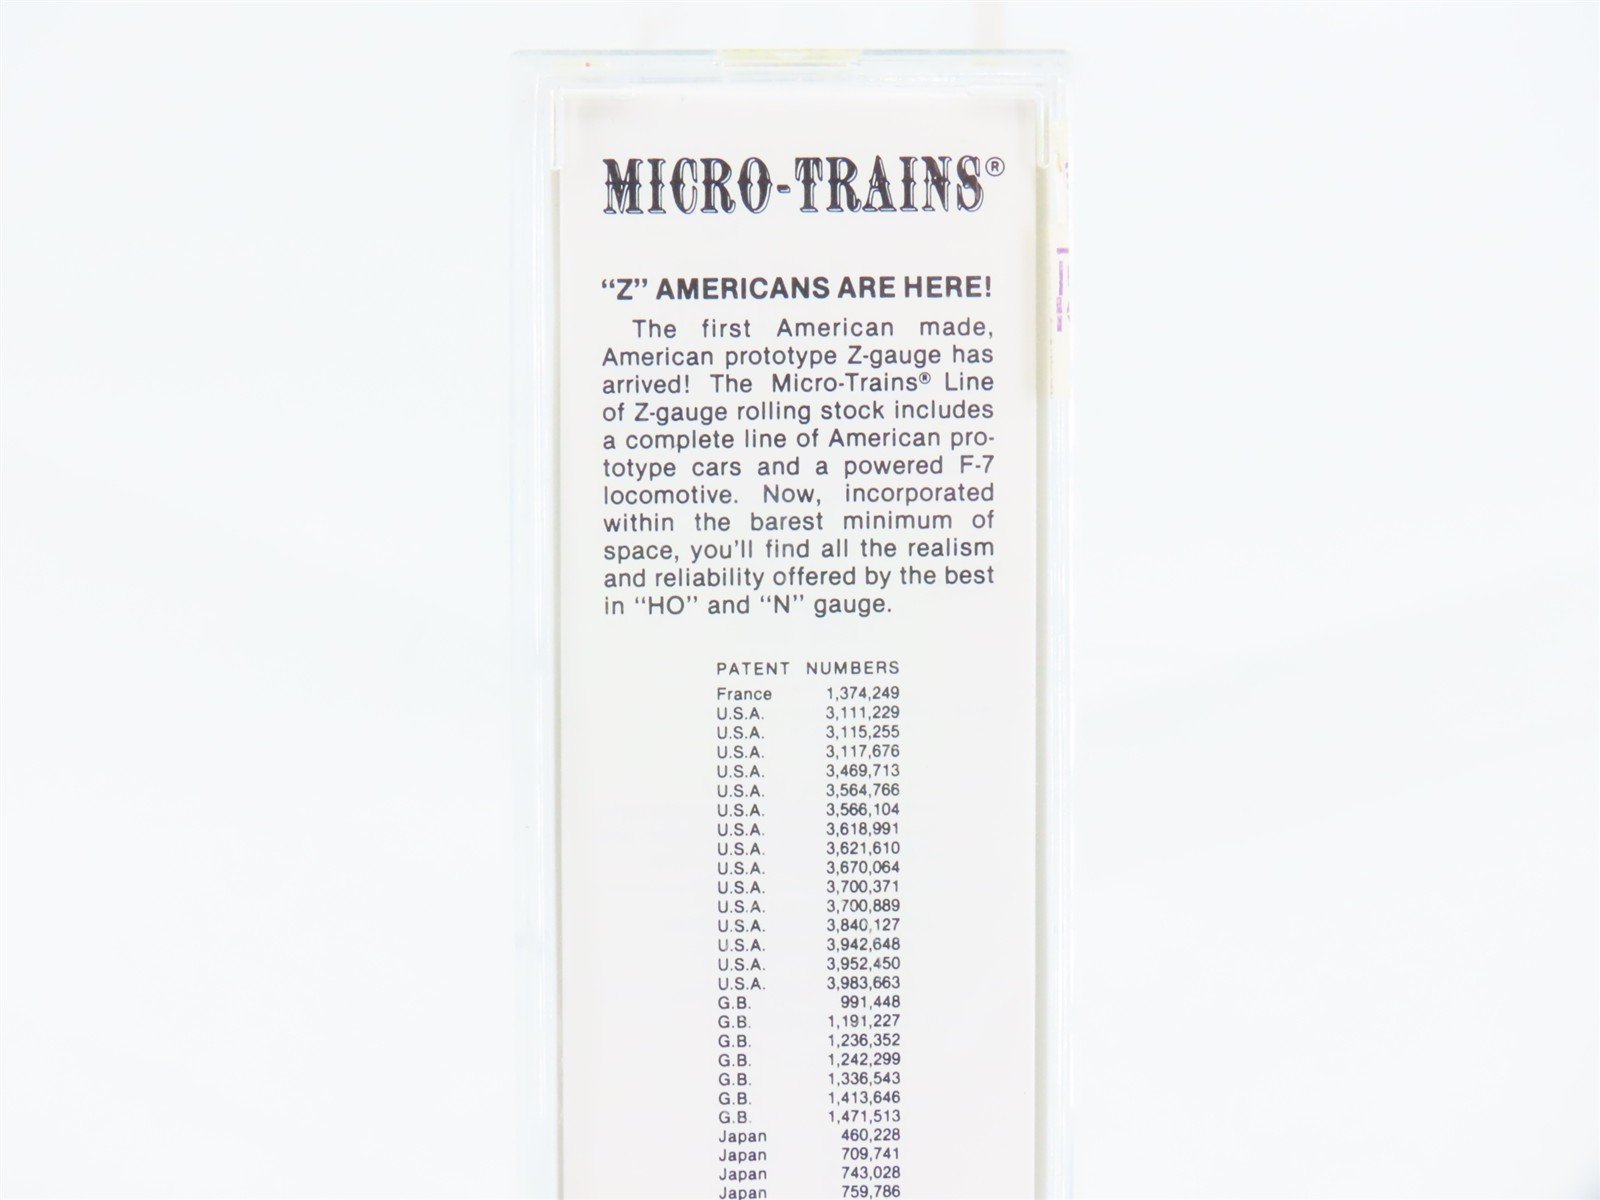 MICRO-TRAINS®
“Z” AMERICANS ARE HERE!
The first American made,
American prototype Z-gauge has
arrived! The Micro-Trains® Line
of Z-gauge rolling stock includes
a complete line of American pro-
totype cars and a powered F-7
locomotive. Now, incorporated
within the barest minimum of
space, you'll find all the realism
and reliability offered by the best
in “HO” and “N” gauge.
PATENT NUMBERS
France 1,374,249
U.S.A. 3,111,229
U.S.A. 3,115,255
U.S.A. 3,117,676
U.S.A. 3,469,713
U.S.A. 3,564,766
U.S.A. 3,566,104
U.S.A. 3,618,991
U.S.A. 3,621,610
U.S.A. 3,670,064
U.S.A. 3,700,371
U.S.A. 3,700,889
U.S.A. 3,840,127
U.S.A. 3,942,648
U.S.A. 3,952,450
U.S.A. 3,983,663
G.B. 991,448
G.B. 1,191,227
G.B. 1,236,352
G.B. 1,242,299
G.B. 1,336,543
G.B. 1,413,646
G.B. 1,471,513
Japan 460,228
Japan 709,741
Japan 743,028
Japan 759,786